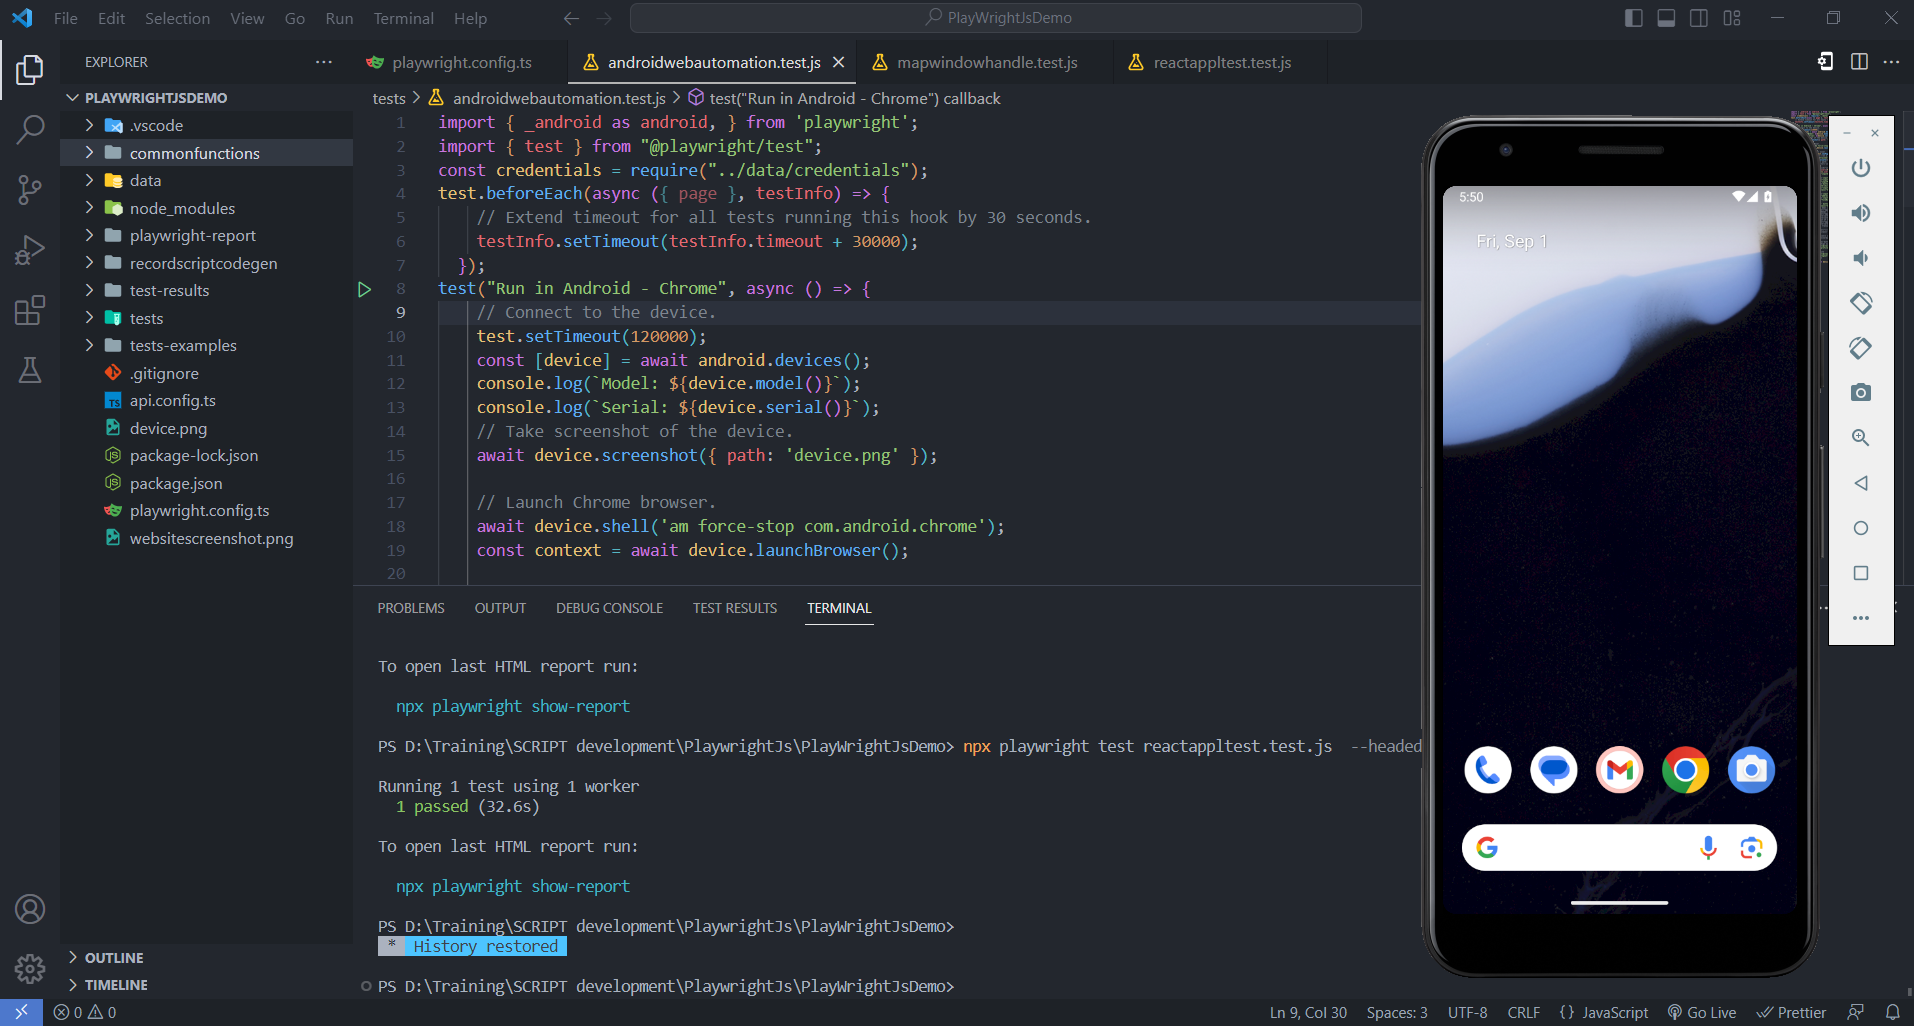 File Edit Selection View Go Run Terminal Help
PlayWrightJsDemo
EXPLORER
PLAYWRIGHTJSDEMO
.vscode
commonfunctions
data
node_modules
playwright-report
recordscriptcodegen
test-results
tests
tests-examples
.gitignore
TS api.config.ts
device.png
package-lock.json
package.json
playwright.config.ts
websitescreenshot.png
OUTLINE
TIMELINE
playwright.config.ts androidwebautomation.test.js mapwindowhandle.test.js reactappltest.test.js
tests > androidwebautomation.test.js > test("Run in Android - Chrome") callback
1 import { _android as android, } from 'playwright';
2 import { test } from "@playwright/test";
3 const credentials = require("../data/credentials");
4 test.beforeEach(async ({ page }, testInfo) => {
5 // Extend timeout for all tests running this hook by 30 seconds.
6 testInfo.setTimeout(testInfo.timeout + 30000);
7 });
8 test("Run in Android - Chrome", async () => {
9 // Connect to the device.
10 test.setTimeout(120000);
11 const [device] = await android.devices();
12 console.log(`Model: ${device.model()}`);
13 console.log(`Serial: ${device.serial()}`);
14 // Take screenshot of the device.
15 await device.screenshot({ path: 'device.png' });
16
17 // Launch Chrome browser.
18 await device.shell('am force-stop com.android.chrome');
19 const context = await device.launchBrowser();
20
PROBLEMS OUTPUT DEBUG CONSOLE TEST RESULTS TERMINAL
To open last HTML report run:
npx playwright show-report
PS D:\Training\SCRIPT development\PlaywrightJs\PlayWrightJsDemo> npx playwright test reactappltest.test.js --headed
Running 1 test using 1 worker
1 passed (32.6s)
To open last HTML report run:
npx playwright show-report
PS D:\Training\SCRIPT development\PlaywrightJs\PlayWrightJsDemo>
* History restored
PS D:\Training\SCRIPT development\PlaywrightJs\PlayWrightJsDemo>
5:50
Fri, Sep 1
0 0
Ln 9, Col 30 Spaces: 3 UTF-8 CRLF {} JavaScript Go Live Prettier